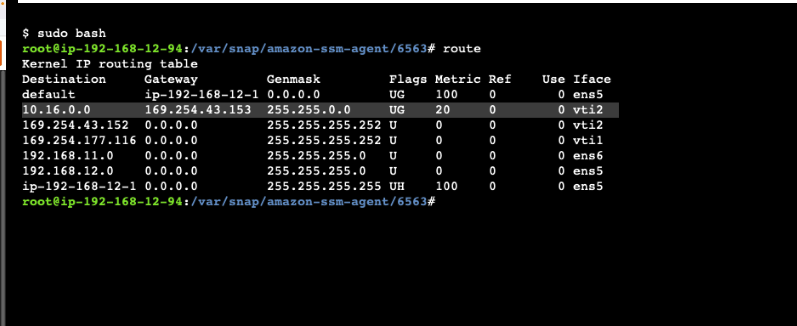 $ sudo bash
root@ip-192-168-12-94:/var/snap/amazon-ssm-agent/6563# route
Kernel IP routing table
Destination     Gateway         Genmask         Flags Metric Ref    Use Iface
default         ip-192-168-12-1 0.0.0.0         UG    100    0        0 ens5
10.16.0.0       169.254.43.153  255.255.0.0     UG    20     0        0 vti2
169.254.43.152  0.0.0.0         255.255.255.252 U     0      0        0 vti2
169.254.177.116 0.0.0.0         255.255.255.252 U     0      0        0 vti1
192.168.11.0    0.0.0.0         255.255.255.0   U     0      0        0 ens6
192.168.12.0    0.0.0.0         255.255.255.0   U     0      0        0 ens5
ip-192-168-12-1 0.0.0.0         255.255.255.255 UH    100    0        0 ens5
root@ip-192-168-12-94:/var/snap/amazon-ssm-agent/6563#